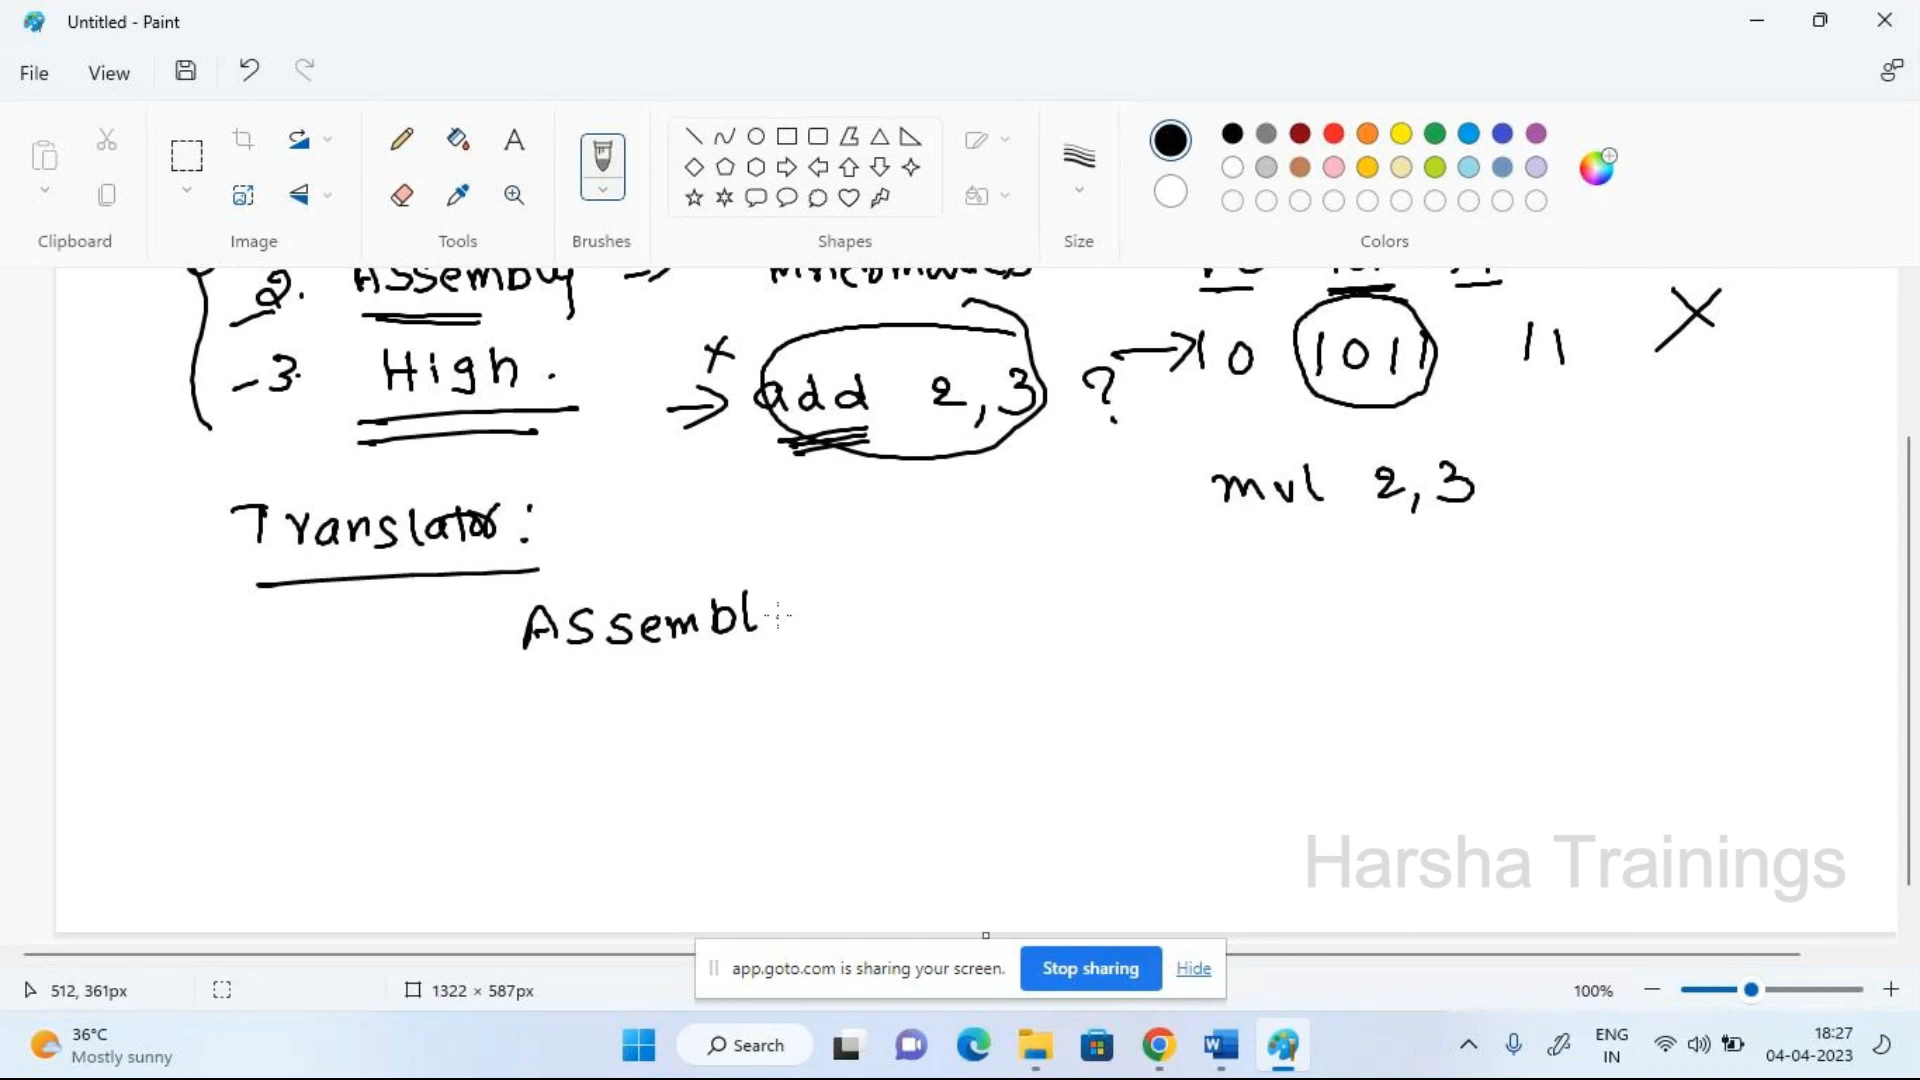 Untitled - Paint
File View
Clipboard Image Tools Brushes Shapes Size Colors
2. Assembly
3. High.
add 2,3 ? 10 1011 11
mul 2,3
Translator:
Assembl
Harsha Trainings
app.goto.com is sharing your screen. Stop sharing Hide
512, 361px 1322 × 587px 100%
36°C
Mostly sunny
Search
ENG
IN
18:27
04-04-2023